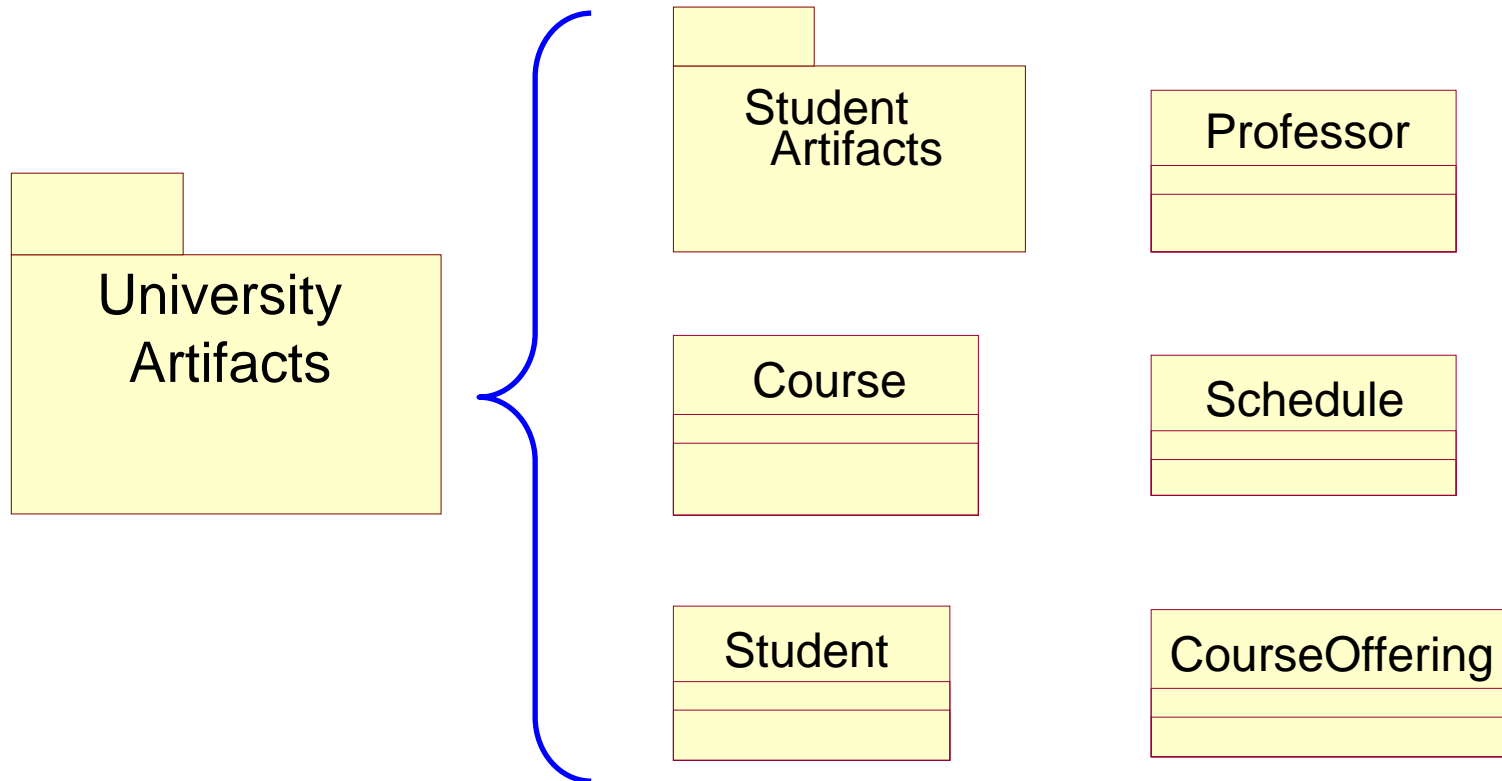 University
Artifacts
Student
Artifacts
Professor
Course
Schedule
Student
CourseOffering